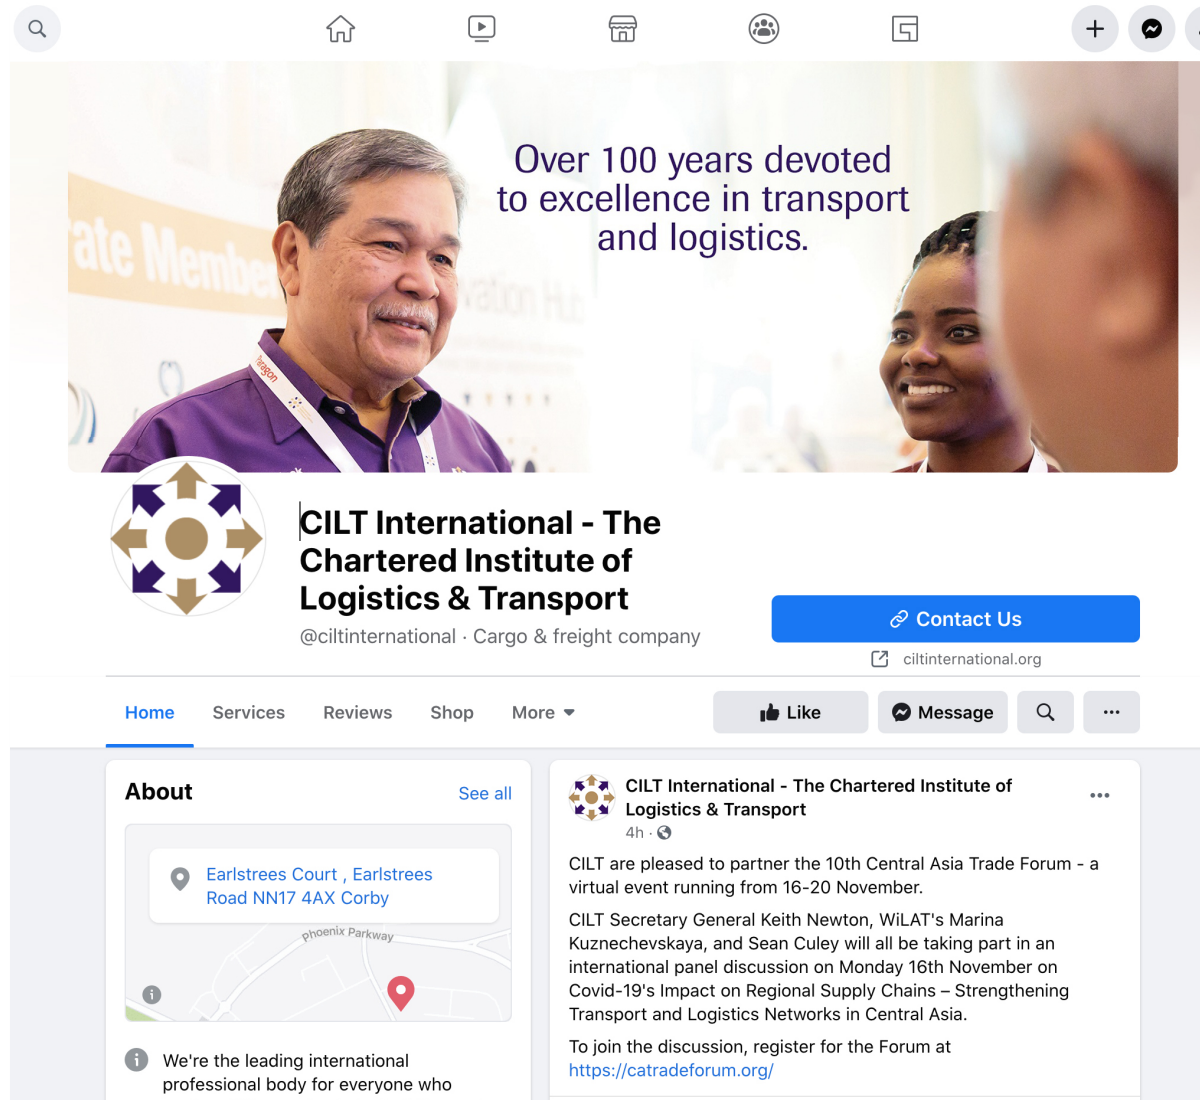 ate Member
Over 100 years devoted
to excellence in transport
and logistics.
vation Hub
Paragon
CILT International - The
Chartered Institute of
Logistics & Transport
@ciltinternational · Cargo & freight company
Contact Us
ciltinternational.org
Home
Services
Reviews
Shop
More
Like
Message
About
See all
Earlstrees Court , Earlstrees
Road NN17 4AX Corby
Phoenix Parkway
We're the leading international
professional body for everyone who
CILT International - The Chartered Institute of
Logistics & Transport
4h ·
CILT are pleased to partner the 10th Central Asia Trade Forum - a
virtual event running from 16-20 November.
CILT Secretary General Keith Newton, WiLAT's Marina
Kuznechevskaya, and Sean Culey will all be taking part in an
international panel discussion on Monday 16th November on
Covid-19's Impact on Regional Supply Chains – Strengthening
Transport and Logistics Networks in Central Asia.
To join the discussion, register for the Forum at
https://catradeforum.org/